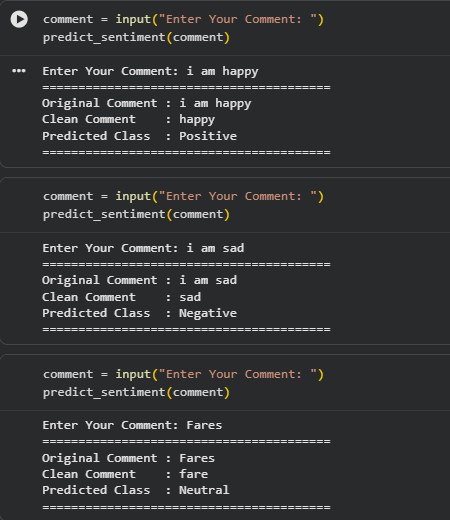 comment = input("Enter Your Comment: ")
predict_sentiment(comment)
Enter Your Comment: i am happy
========================================
Original Comment : i am happy
Clean Comment    : happy
Predicted Class  : Positive
========================================
comment = input("Enter Your Comment: ")
predict_sentiment(comment)
Enter Your Comment: i am sad
========================================
Original Comment : i am sad
Clean Comment    : sad
Predicted Class  : Negative
========================================
comment = input("Enter Your Comment: ")
predict_sentiment(comment)
Enter Your Comment: Fares
========================================
Original Comment : Fares
Clean Comment    : fare
Predicted Class  : Neutral
========================================